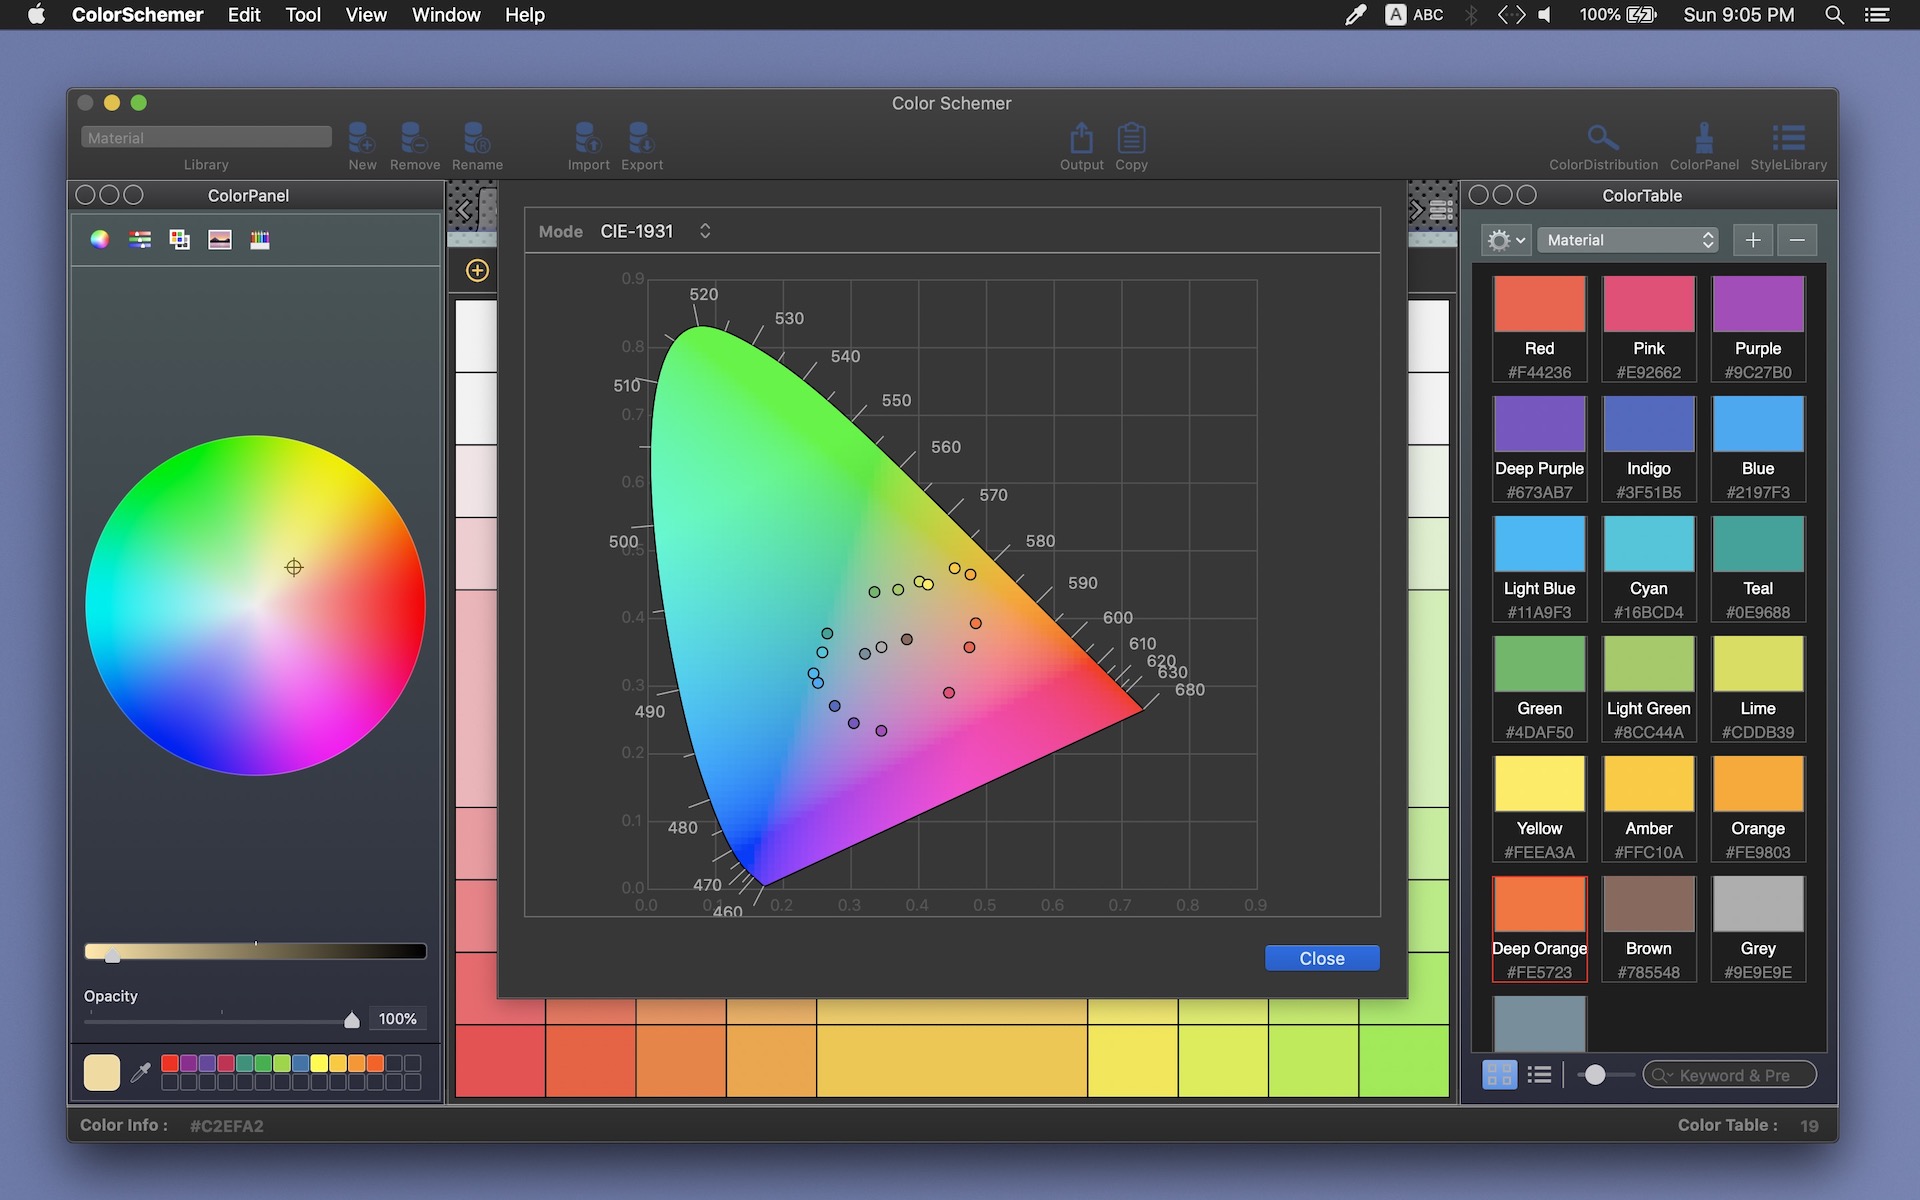 ColorSchemer Edit Tool View Window Help
A ABC 100% Sun 9:05 PM
Color Schemer
Material
Library New Remove Rename Import Export Output Copy ColorDistribution ColorPanel StyleLibrary
ColorPanel
Opacity
100%
Mode CIE-1931
0.9
0.8
0.7
0.6
0.5
0.4
0.3
0.2
0.1
0.0
0.0 0.1 0.2 0.3 0.4 0.5 0.6 0.7 0.8 0.9
520
530
540
550
560
570
580
590
600
610
620
630
680
510
500
490
480
470
460
Close
ColorTable
Material
Red Pink Purple
#F44236 #E92662 #9C27B0
Deep Purple Indigo Blue
#673AB7 #3F51B5 #2197F3
Light Blue Cyan Teal
#11A9F3 #16BCD4 #0E9688
Green Light Green Lime
#4DAF50 #8CC44A #CDDB39
Yellow Amber Orange
#FEEA3A #FFC10A #FE9803
Deep Orange Brown Grey
#FE5723 #785548 #9E9E9E
Keyword & Pre
Color Info : #C2EFA2
Color Table : 19